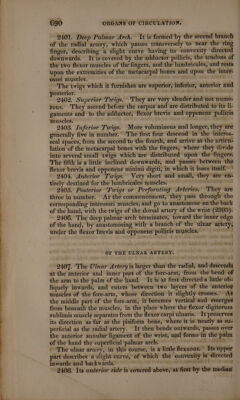 690 ORGANS OF CIRCULATION.
2401. Deep Palmar Arch. It is formed by the second branch
of the radial artery, which passes transversely to near the ring
finger, describing a slight curve having its convexity directed
downwards. It is covered by the adductor pollicis, the tendons of
the two flexor muscles of the fingers, and the lumbricales, and rests
upon the extremities of the metacarpal bones and upon the inter-
ossei muscles.
The twigs which it furnishes are superior, inferior, anterior and
posterior.
2402. Superior Twigs. They are very slender and not nume-
rous. They ascend before the carpus and are distributed to its li-
gaments and to the adductor, flexor brevis and opponens pollicis
muscles.
2403. Inferior Twigs. More voluminous and longer, they are
generally five in number. The first four descend in the interos-
seal spaces, from the second to the fourth, and arrive at the articu-
lation of the metacarpal bones with the fingers, where they divide
into several small twigs which are distributed upon the fingers.
The fifth is a little inclined downwards, and passes between the
flexor brevis and opponens minimi digiti, in which it loses itself.
2404. Anterior Twigs. Very short and small, they are en-
tirely destined for the lumbricales muscles.
2405. Posterior Twigs or Perforating Arteries. They are
three in number. At the commencement, they pass through the
corresponding interossei muscles, and go to anastomose on the back
of the hand, with the twigs of the dorsal artery of the wrist
2406. The deep palmar arch terminates, toward the inner edge
of the hand, by anastomosing with a branch of the ulnar artery,
under the flexor brevis and opponens pollicis muscles.
OF THE ULNAR ARTERY.
2407. The Ulnar Artery is larger than the radial, and descends
at the anterior and inner part of the fore-arm, from the bend of
the arm to the palm of the hand. It is at first directed a little ob-
liquely inwards, and enters between two layers of the anterior
muscles of the fore-arm, whose direction it slightly crosses. At
the middle part of the fore-arm, it becomes vertical and emerges
from beneath the muscles, in the place where the flexor digitorum
sublimis muscle separates from the flexor carpi ulnaris. It preserves
its direction as far as the pisiform bone, where it is nearly as su-
perficial as the radial artery. It then bends outwards, passes over
the anterior annular ligament of the wrist, and forms in the palm
of the hand the superficial palmar arch.
The ulnar artery, in this course, is a little flexuous. Its upper
part describes a slight curve, of which the convexity is directed
inwards and backwards.
2408. Its anterior side is covered above, at first by the median